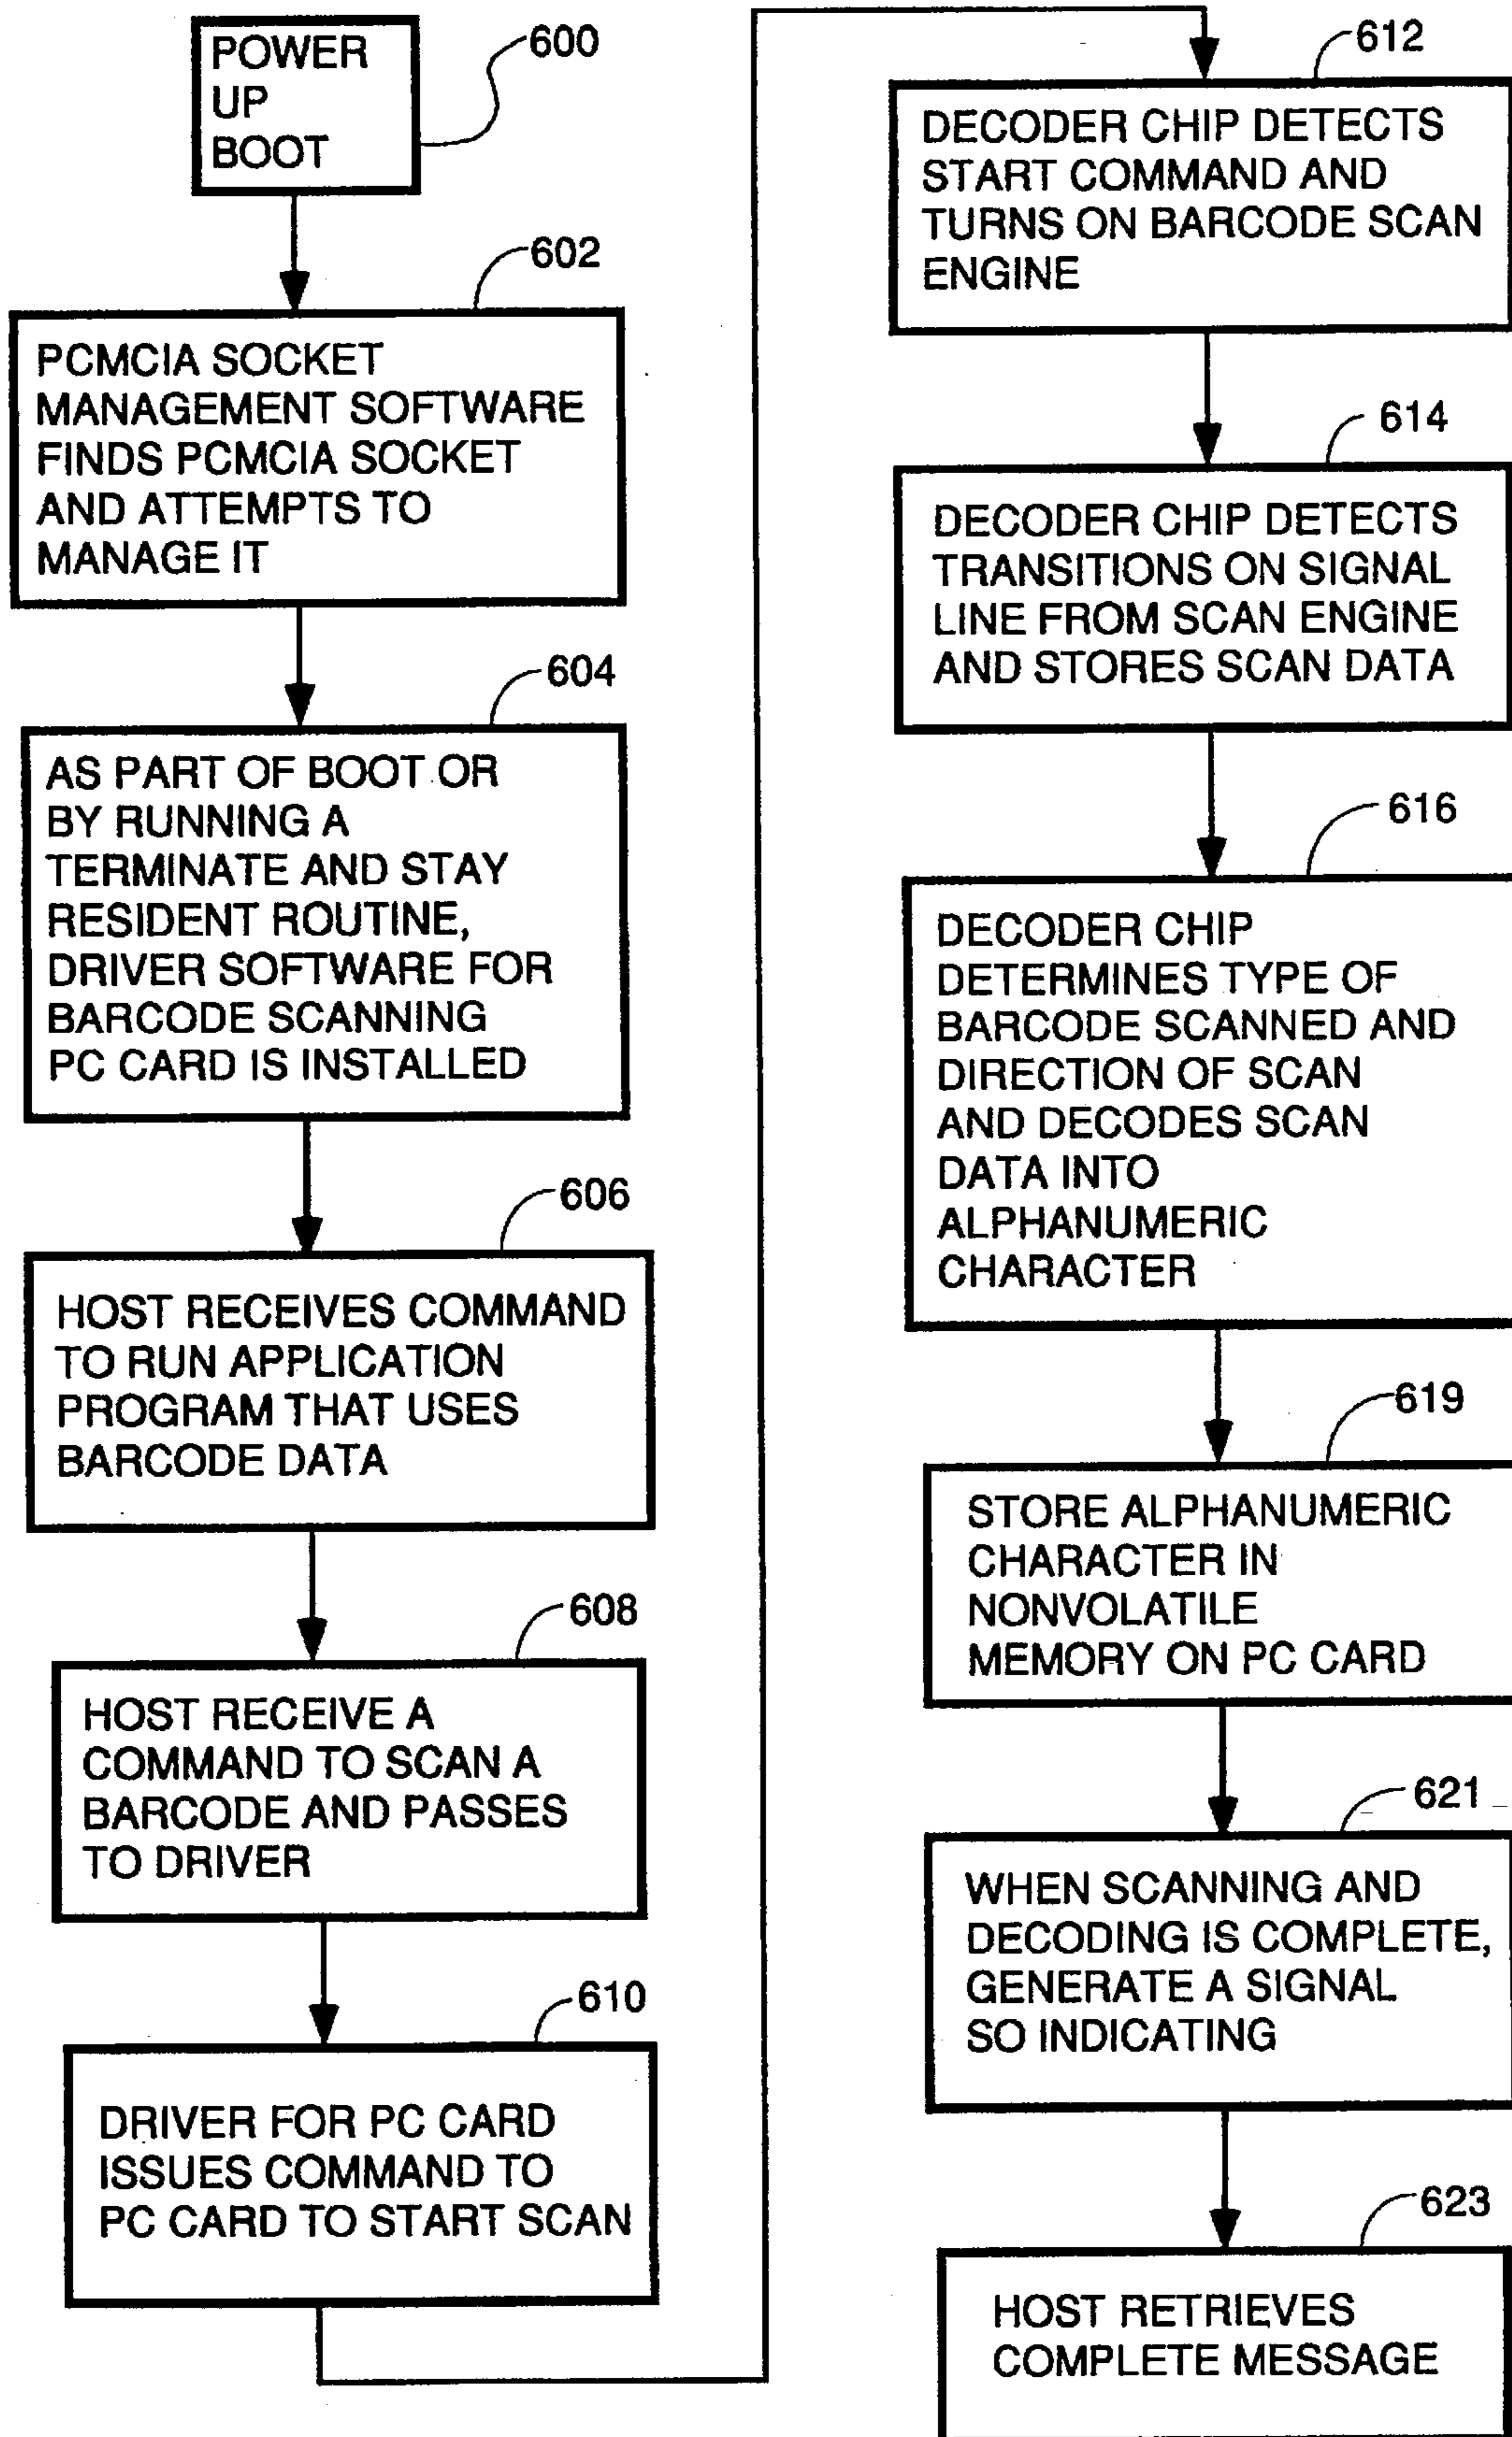 POWER
UP
BOOT
600
602
PCMCIA SOCKET
MANAGEMENT SOFTWARE
FINDS PCMCIA SOCKET
AND ATTEMPTS TO
MANAGE IT
604
AS PART OF BOOT OR
BY RUNNING A
TERMINATE AND STAY
RESIDENT ROUTINE,
DRIVER SOFTWARE FOR
BARCODE SCANNING
PC CARD IS INSTALLED
606
HOST RECEIVES COMMAND
TO RUN APPLICATION
PROGRAM THAT USES
BARCODE DATA
608
HOST RECEIVE A
COMMAND TO SCAN A
BARCODE AND PASSES
TO DRIVER
610
DRIVER FOR PC CARD
ISSUES COMMAND TO
PC CARD TO START SCAN
612
DECODER CHIP DETECTS
START COMMAND AND
TURNS ON BARCODE SCAN
ENGINE
614
DECODER CHIP DETECTS
TRANSITIONS ON SIGNAL
LINE FROM SCAN ENGINE
AND STORES SCAN DATA
616
DECODER CHIP
DETERMINES TYPE OF
BARCODE SCANNED AND
DIRECTION OF SCAN
AND DECODES SCAN
DATA INTO
ALPHANUMERIC
CHARACTER
619
STORE ALPHANUMERIC
CHARACTER IN
NONVOLATILE
MEMORY ON PC CARD
621
WHEN SCANNING AND
DECODING IS COMPLETE,
GENERATE A SIGNAL
SO INDICATING
623
HOST RETRIEVES
COMPLETE MESSAGE